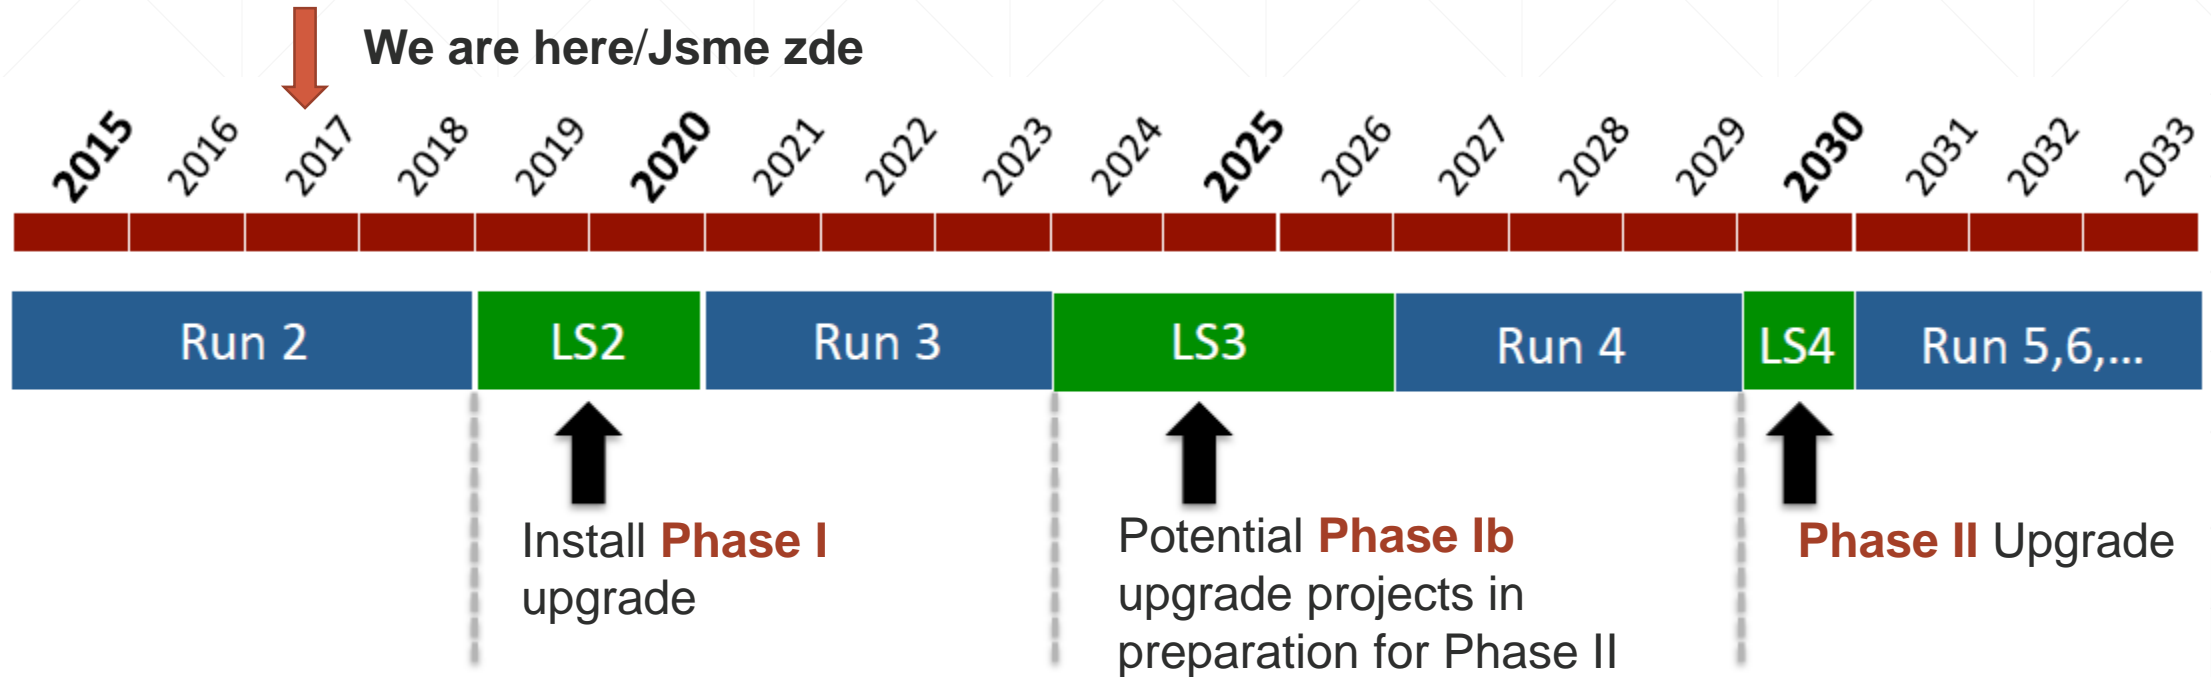 We are here/Jsme zde
2015 2016 2017 2018 2019 2020 2021 2022 2023 2024 2025 2026 2027 2028 2029 2030 2031 2032 2033
Run 2 LS2 Run 3 LS3 Run 4 LS4 Run 5,6,...
Install Phase I
upgrade
Potential Phase Ib
upgrade projects in
preparation for Phase II
Phase II Upgrade